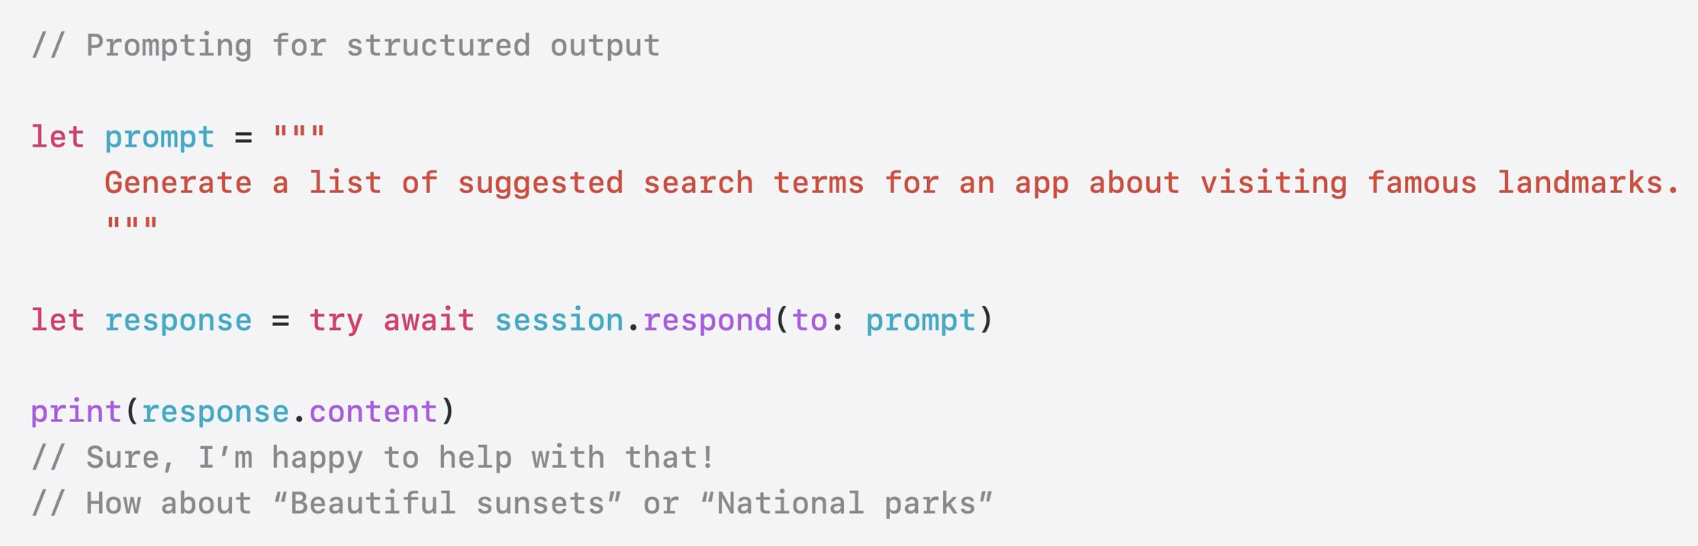 // Prompting for structured output
let prompt = """
    Generate a list of suggested search terms for an app about visiting famous landmarks.
    """
let response = try await session.respond(to: prompt)
print(response.content)
// Sure, I’m happy to help with that!
// How about “Beautiful sunsets” or “National parks”